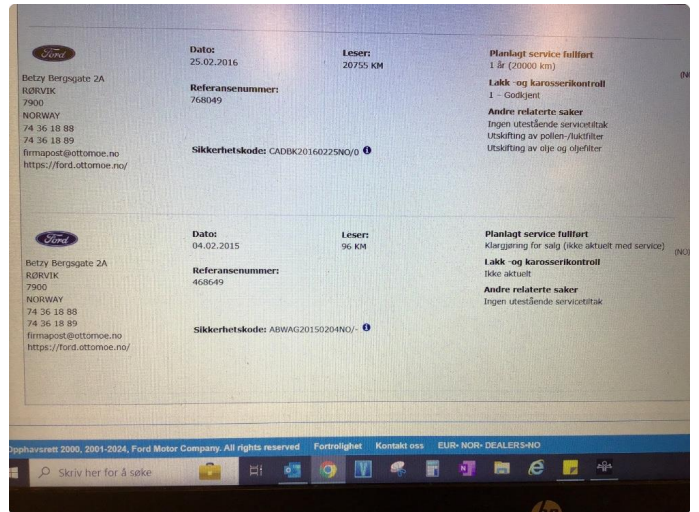 Ford
Betzy Bergsgate 2A
RØRVIK
7900
NORWAY
74 36 18 88
74 36 18 89
firmapost@ottomoe.no
https://ford.ottomoe.no/
Dato:
25.02.2016
Referansenummer:
768049
Leser:
20755 KM
Sikkerhetskode: CADBK20160225NO/0
Planlagt service fullført
1 år (20000 km)
Lakk -og karosserikontroll
1 - Godkjent
Andre relaterte saker
Ingen utestående servicetiltak
Utskifting av pollen-/luktfilter
Utskifting av olje og oljefilter
Ford
Betzy Bergsgate 2A
RØRVIK
7900
NORWAY
74 36 18 88
74 36 18 89
firmapost@ottomoe.no
https://ford.ottomoe.no/
Dato:
04.02.2015
Referansenummer:
468649
Leser:
96 KM
Sikkerhetskode: ABWAG20150204NO/-
Planlagt service fullført
Klargjøring for salg (ikke aktuelt med service)
(NO)
Lakk -og karosserikontroll
Ikke aktuelt
Andre relaterte saker
Ingen utestående servicetiltak
Opphavsrett 2000, 2001-2024, Ford Motor Company. All rights reserved Fortrolighet Kontakt oss EUR- NOR- DEALERS-NO
Skriv her for å søke
hp